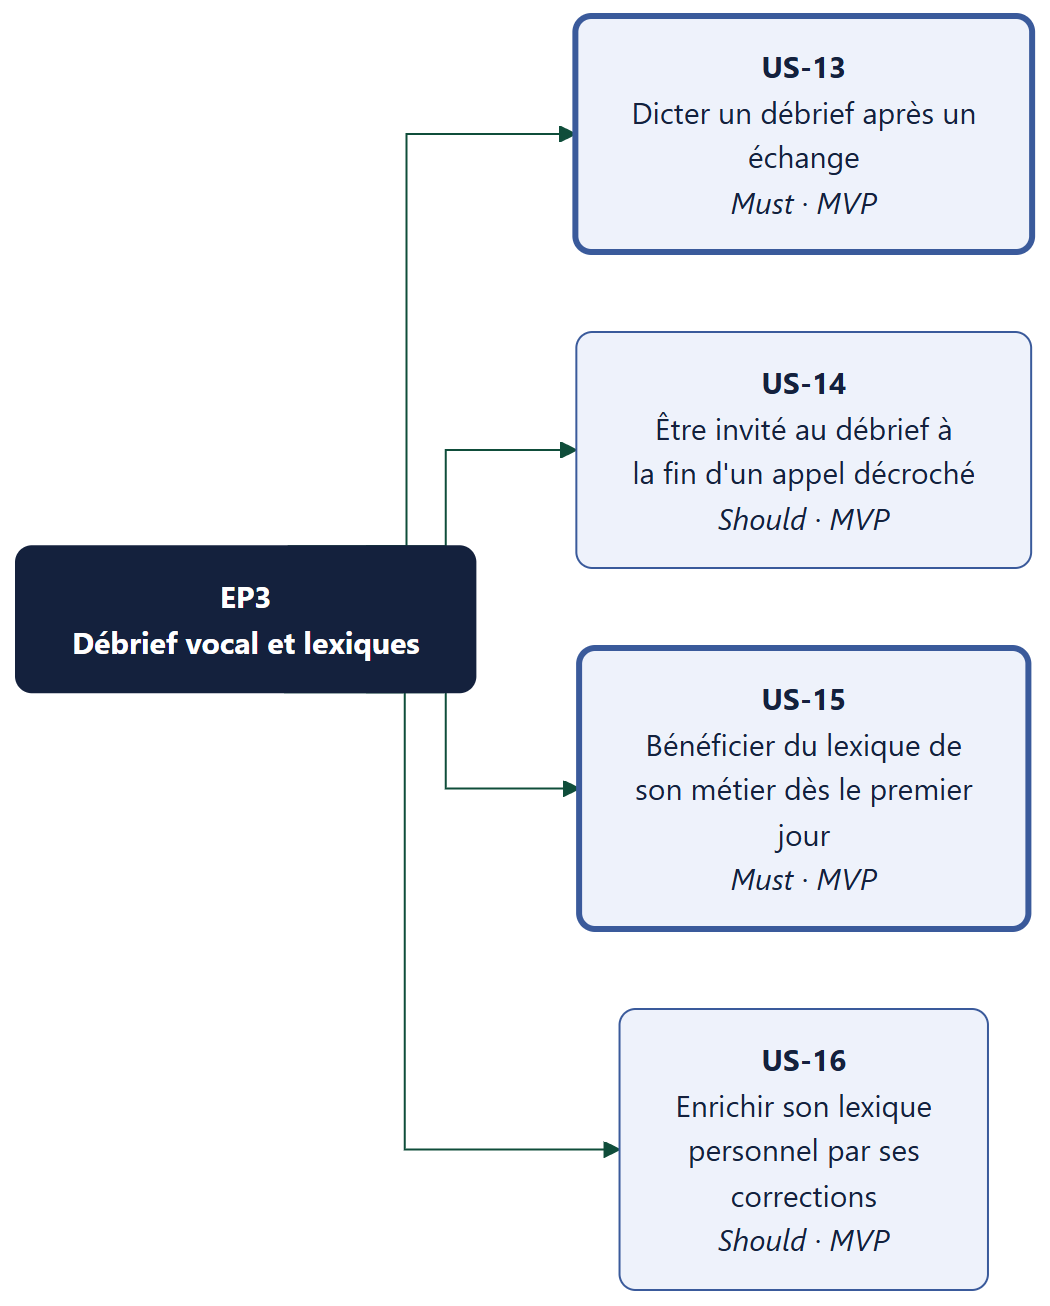 US-13
Dicter un débrief après un
échange
Must · MVP
US-14
Être invité au débrief à
la fin d'un appel décroché
Should · MVP
EP3
Débrief vocal et lexiques
US-15
Bénéficier du lexique de
son métier dès le premier
jour
Must · MVP
US-16
Enrichir son lexique
personnel par ses
corrections
Should · MVP